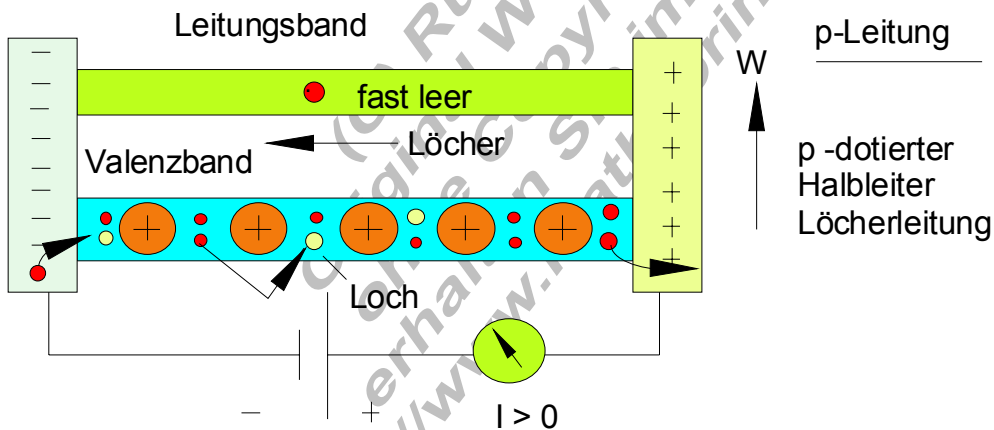 Leitungsband
p-Leitung
W
fast leer
Löcher
Valenzband
p -dotierter
Halbleiter
Löcherleitung
Loch
I > 0